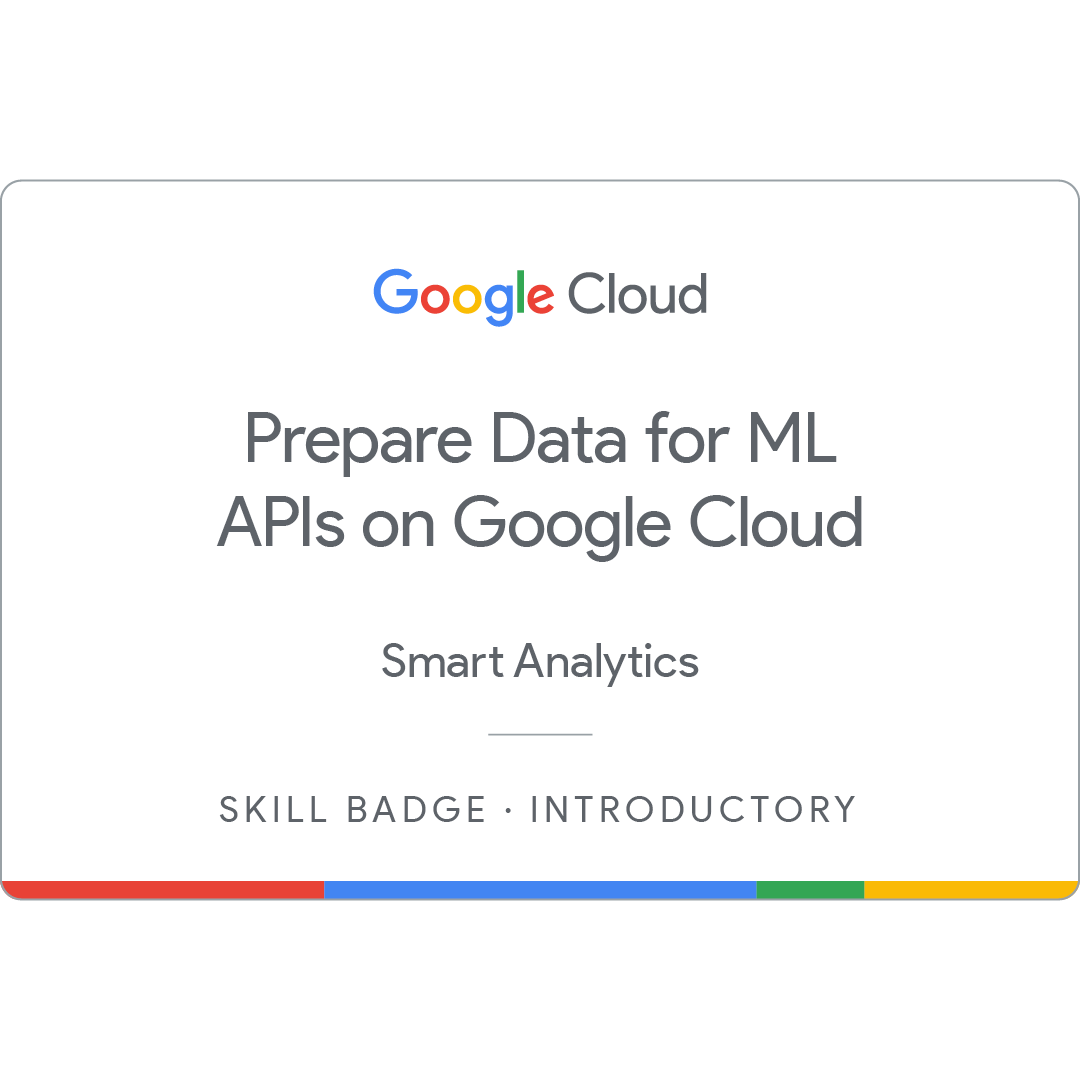 Google Cloud
Prepare Data for ML
APIs on Google Cloud
Smart Analytics
SKILL BADGE · INTRODUCTORY